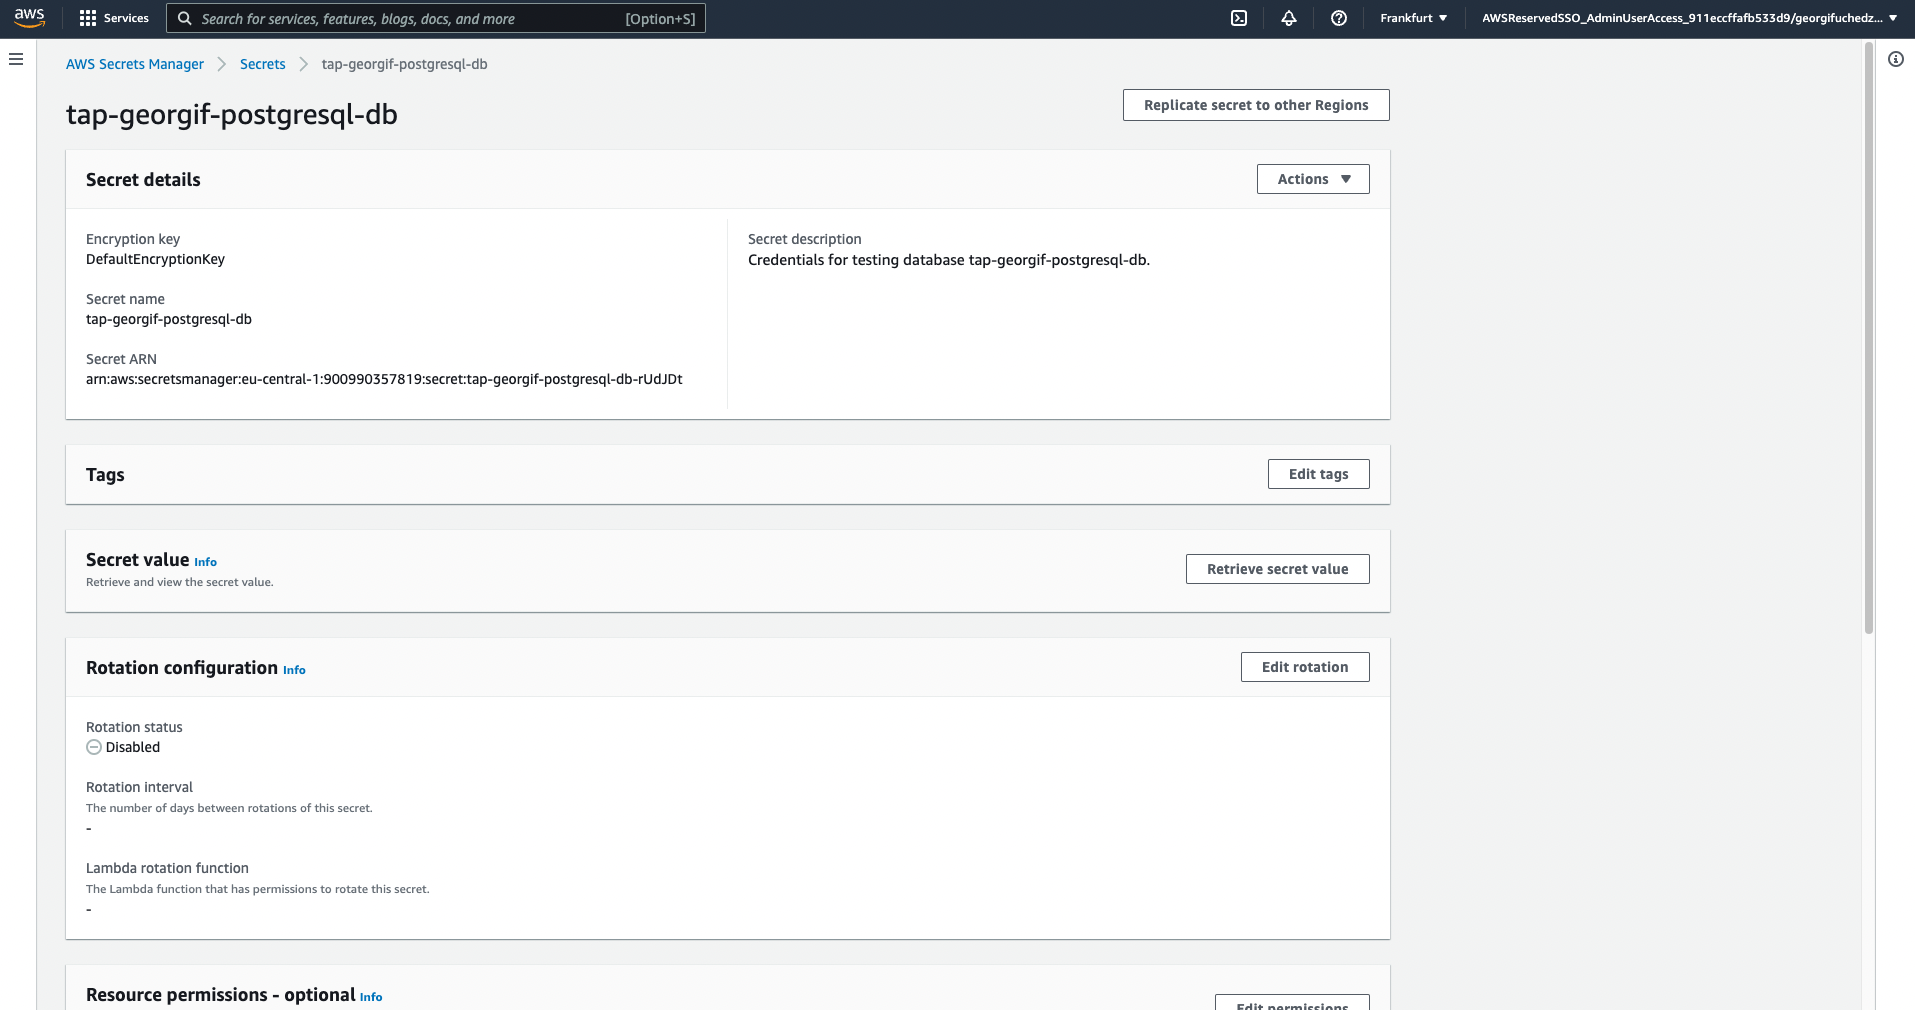 aws
Services
Search for services, features, blogs, docs, and more
[Option+S]
Frankfurt
AWSReservedSSO_AdminUserAccess_911eccffafb533d9/georgifuchedz...
AWS Secrets Manager
Secrets
tap-georgif-postgresql-db
tap-georgif-postgresql-db
Replicate secret to other Regions
Secret details
Actions
Encryption key
DefaultEncryptionKey
Secret name
tap-georgif-postgresql-db
Secret ARN
arn:aws:secretsmanager:eu-central-1:900990357819:secret:tap-georgif-postgresql-db-rUdJDt
Secret description
Credentials for testing database tap-georgif-postgresql-db.
Tags
Edit tags
Secret value Info
Retrieve and view the secret value.
Retrieve secret value
Rotation configuration Info
Edit rotation
Rotation status
Disabled
Rotation interval
The number of days between rotations of this secret.
-
Lambda rotation function
The Lambda function that has permissions to rotate this secret.
-
Resource permissions - optional Info
Edit permissions